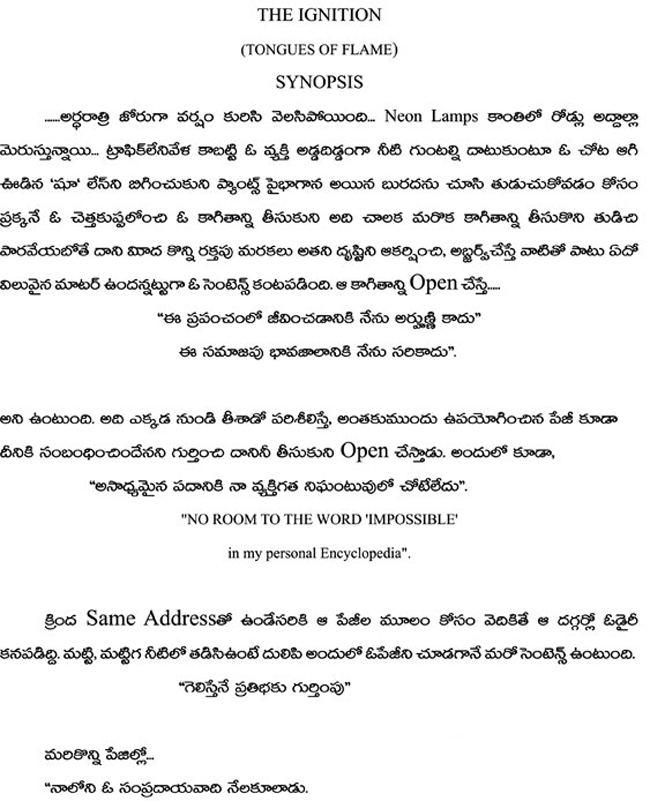 THE IGNITION
(TONGUES OF FLAME)
SYNOPSIS
......అర్ధరాత్రి జోరుగా వర్షం కురిసి వెలసిపోయింది... Neon Lamps కాంతిలో రోడ్లు అద్దాల్లా
మెరుస్తున్నాయి... ట్రాఫిక్‌లేనివేళ కాబట్టి ఓ వ్యక్తి అడ్డదిడ్డంగా నీటి గుంటల్ని దాటుకుంటూ ఓ చోట ఆగి
ఊడిన 'షూ' లేస్‌ని బిగించుకుని ప్యాంట్స్ పైభాగాన అయిన బురదను చూసి తుడుచుకోవడం కోసం
ప్రక్కనే ఓ చెత్తకుప్పలోంచి ఓ కాగితాన్ని తీసుకుని అది చాలక మరొక కాగితాన్ని తీసుకొని తుడిచి
పారవేయబోతే దాని మీద కొన్ని రక్తపు మరకలు అతని దృష్టిని ఆకర్షించి, అబ్జర్వ్‌చేస్తే వాటితో పాటు ఏదో
విలువైన మాటర్ ఉందన్నట్టుగా ఓ సెంటెన్స్ కంటపడింది. ఆ కాగితాన్ని Open చేస్తే.....
"ఈ ప్రపంచంలో జీవించడానికి నేను అర్హుణ్ణి కాదు"
ఈ సమాజపు భావజాలానికి నేను సరికాదు".
అని ఉంటుంది. అది ఎక్కడ నుండి తీశాడో పరిశీలిస్తే, అంతకుముందు ఉపయోగించిన పేజీ కూడా
దీనికి సంబంధించిందేనని గుర్తించి దానినీ తీసుకుని Open చేస్తాడు. అందులో కూడా,
"అసాధ్యమైన పదానికి నా వ్యక్తిగత నిఘంటువులో చోటేలేదు".
"NO ROOM TO THE WORD 'IMPOSSIBLE'
in my personal Encyclopedia".
క్రింద Same Addressతో ఉండేసరికి ఆ పేజీల మూలం కోసం వెదికితే ఆ దగ్గర్లో ఓడైరీ
కనపడిద్ది. మట్టి, మట్టిగ నీటిలో తడిసిఉంటే దులిపి అందులో ఓపేజీని చూడగానే మరో సెంటెన్స్ ఉంటుంది.
"గెలిస్తేనే ప్రతిభకు గుర్తింపు"
మరికొన్ని పేజిల్లో...
"నాలోని ఓ సంప్రదాయవాది నేలకూలాడు.